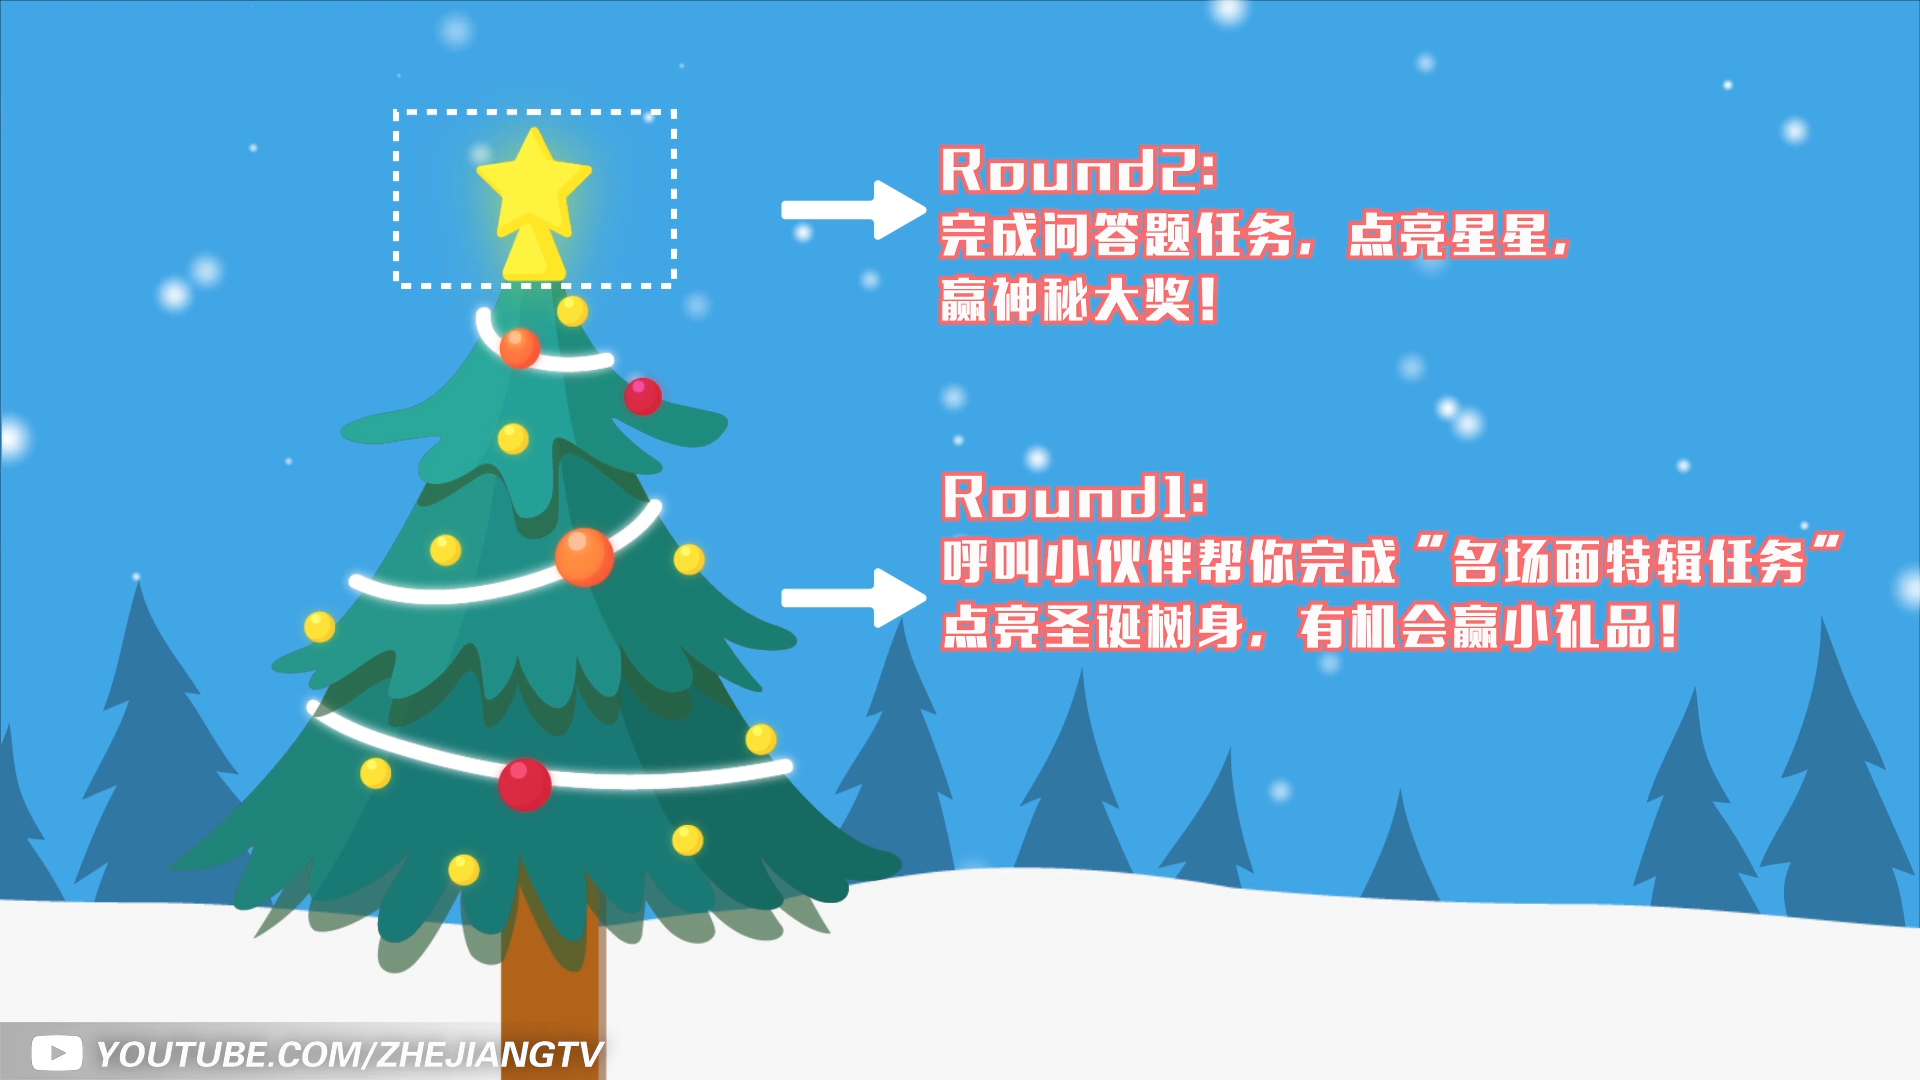 Round2:
完成问答题任务，点亮星星，
赢神秘大奖！
Round1:
呼叫小伙伴帮你完成“名场面特辑任务”
点亮圣诞树身，有机会赢小礼品！
YOUTUBE.COM/ZHEJIANGTV